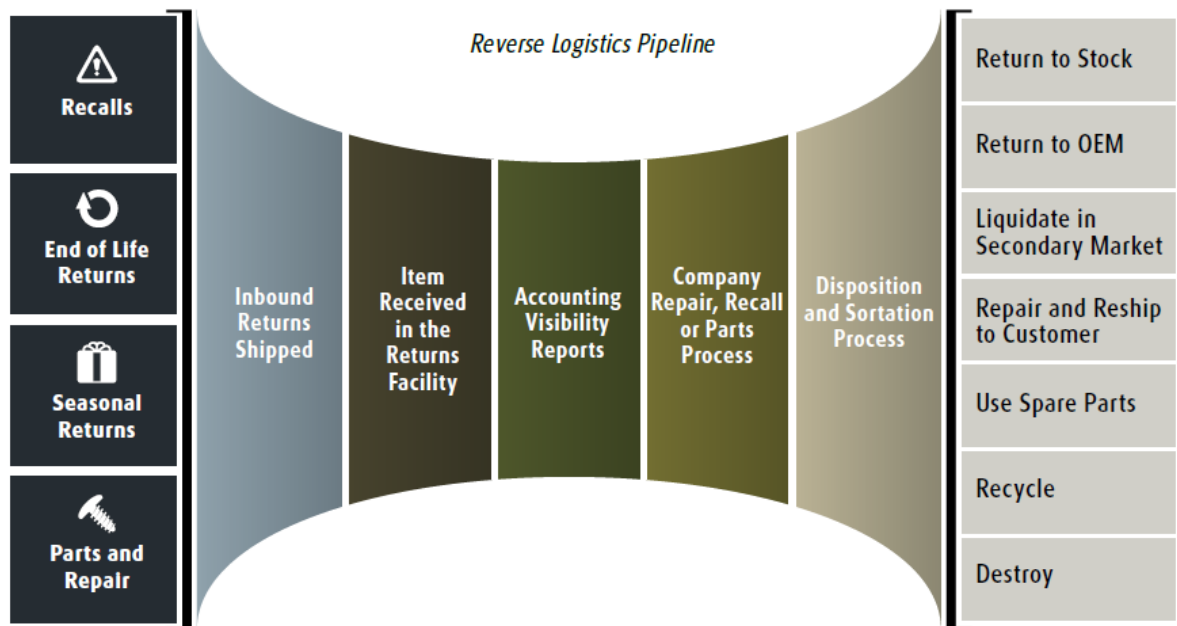 Reverse Logistics Pipeline
Recalls
End of Life
Returns
Seasonal
Returns
Parts and
Repair
Inbound
Returns
Shipped
Item
Received
in the
Returns
Facility
Accounting
Visibility
Reports
Company
Repair, Recall
or Parts
Process
Disposition
and Sortation
Process
Return to Stock
Return to OEM
Liquidate in
Secondary Market
Repair and Reship
to Customer
Use Spare Parts
Recycle
Destroy